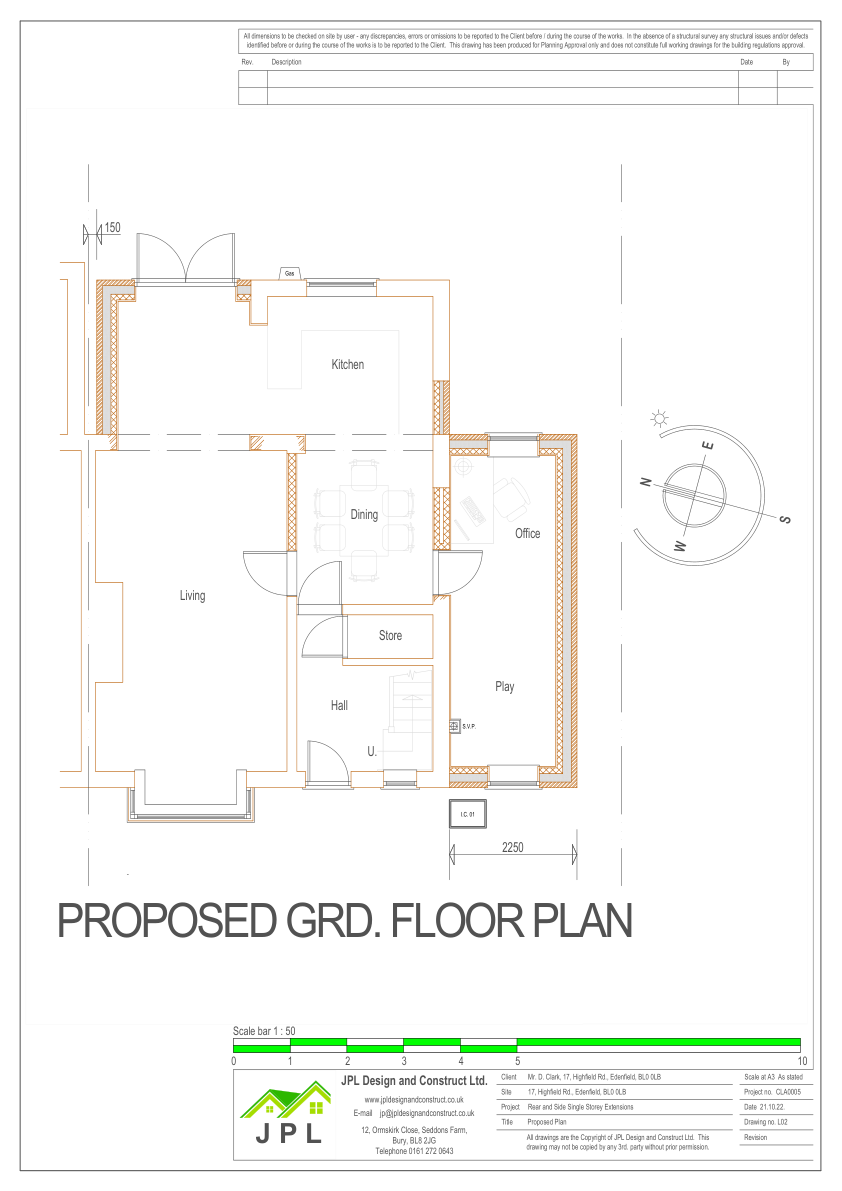 All dimensions to be checked on site by user - any discrepancies, errors or omissions to be reported to the Client before / during the course of the works. In the absence of a structural survey any structural issues and/or defects
identified before or during the course of the works is to be reported to the Client. This drawing has been produced for Planning Approval only and does not constitute full working drawings for the building regulations approval.
Rev. Description Date By
150
Gas
Kitchen
E
N
S
W
Dining
Office
Living
Store
Play
Hall
S.V.P.
U.
I.C. 01
2250
PROPOSED GRD. FLOOR PLAN
Scale bar 1 : 50
0 1 2 3 4 5 10
JPL
JPL Design and Construct Ltd.
www.jpldesignandconstruct.co.uk
E-mail jp@jpldesignandconstruct.co.uk
12, Ormskirk Close, Seddons Farm,
Bury, BL8 2JG
Telephone 0161 272 0643
Client Mr. D. Clark, 17, Highfield Rd., Edenfield, BL0 0LB
Site 17, Highfield Rd., Edenfield, BL0 0LB
Project Rear and Side Single Storey Extensions
Title Proposed Plan
All drawings are the Copyright of JPL Design and Construct Ltd. This
drawing may not be copied by any 3rd. party without prior permission.
Scale at A3 As stated
Project no. CLA0005
Date 21.10.22.
Drawing no. L02
Revision